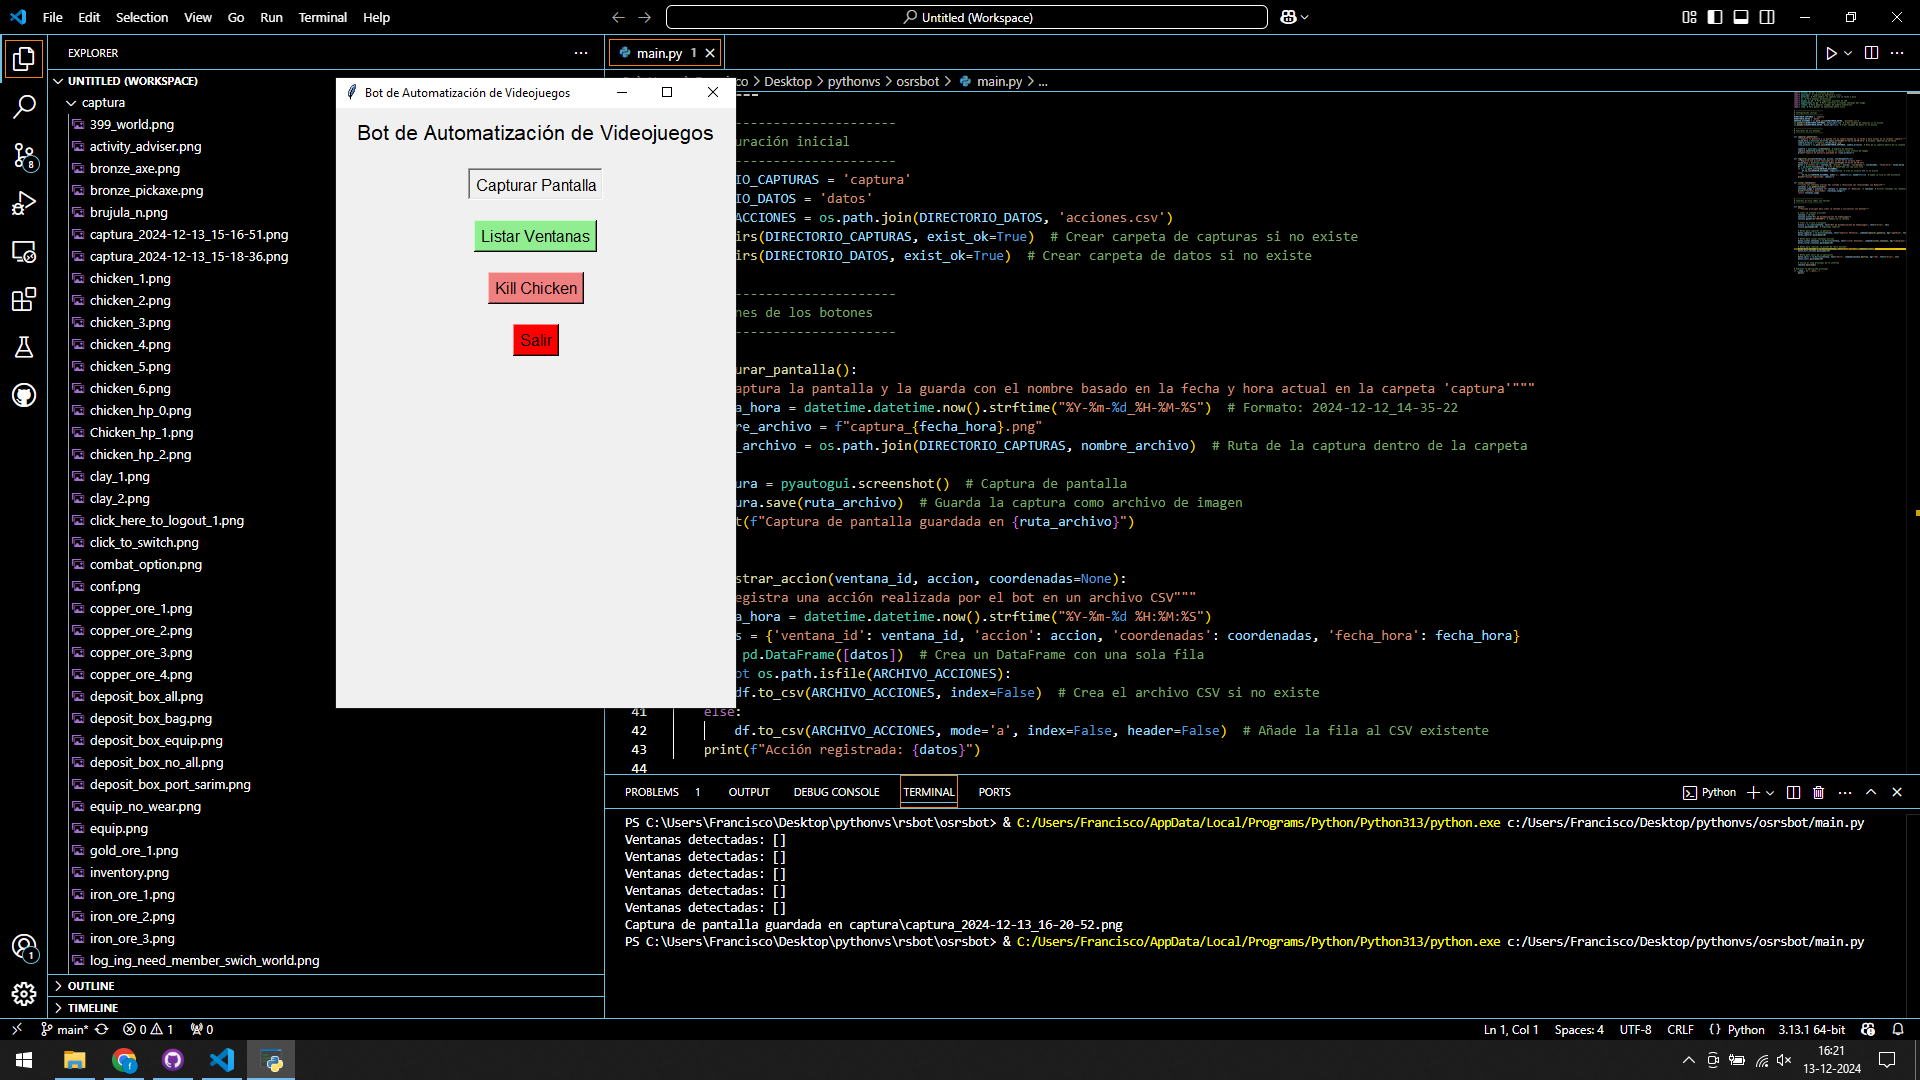 File Edit Selection View Go Run Terminal Help
Untitled (Workspace)
EXPLORER
main.py 1
UNTITLED (WORKSPACE)
captura
399_world.png
activity_adviser.png
bronze_axe.png
bronze_pickaxe.png
brujula_n.png
captura_2024-12-13_15-16-51.png
captura_2024-12-13_15-18-36.png
chicken_1.png
chicken_2.png
chicken_3.png
chicken_4.png
chicken_5.png
chicken_6.png
chicken_hp_0.png
Chicken_hp_1.png
chicken_hp_2.png
clay_1.png
clay_2.png
click_here_to_logout_1.png
click_to_switch.png
combat_option.png
conf.png
copper_ore_1.png
copper_ore_2.png
copper_ore_3.png
copper_ore_4.png
deposit_box_all.png
deposit_box_bag.png
deposit_box_equip.png
deposit_box_no_all.png
deposit_box_port_sarim.png
equip_no_wear.png
equip.png
gold_ore_1.png
inventory.png
iron_ore_1.png
iron_ore_2.png
iron_ore_3.png
log_ing_need_member_swich_world.png
OUTLINE
TIMELINE
Bot de Automatización de Videojuegos
Bot de Automatización de Videojuegos
Capturar Pantalla
Listar Ventanas
Kill Chicken
Salir
co > Desktop > pythonvs > osrsbot > main.py > ...
---
---------------------
uración inicial
---------------------
IO_CAPTURAS = 'captura'
IO_DATOS = 'datos'
ACCIONES = os.path.join(DIRECTORIO_DATOS, 'acciones.csv')
irs(DIRECTORIO_CAPTURAS, exist_ok=True)  # Crear carpeta de capturas si no existe
irs(DIRECTORIO_DATOS, exist_ok=True)  # Crear carpeta de datos si no existe
---------------------
nes de los botones
---------------------
urar_pantalla():
aptura la pantalla y la guarda con el nombre basado en la fecha y hora actual en la carpeta 'captura'"""
a_hora = datetime.datetime.now().strftime("%Y-%m-%d_%H-%M-%S")  # Formato: 2024-12-12_14-35-22
re_archivo = f"captura_{fecha_hora}.png"
_archivo = os.path.join(DIRECTORIO_CAPTURAS, nombre_archivo)  # Ruta de la captura dentro de la carpeta
ura = pyautogui.screenshot()  # Captura de pantalla
ura.save(ruta_archivo)  # Guarda la captura como archivo de imagen
t(f"Captura de pantalla guardada en {ruta_archivo}")
strar_accion(ventana_id, accion, coordenadas=None):
egistra una acción realizada por el bot en un archivo CSV"""
a_hora = datetime.datetime.now().strftime("%Y-%m-%d %H:%M:%S")
s = {'ventana_id': ventana_id, 'accion': accion, 'coordenadas': coordenadas, 'fecha_hora': fecha_hora}
pd.DataFrame([datos])  # Crea un DataFrame con una sola fila
ot os.path.isfile(ARCHIVO_ACCIONES):
df.to_csv(ARCHIVO_ACCIONES, index=False)  # Crea el archivo CSV si no existe
41 else:
42 df.to_csv(ARCHIVO_ACCIONES, mode='a', index=False, header=False)  # Añade la fila al CSV existente
43 print(f"Acción registrada: {datos}")
44
PROBLEMS 1 OUTPUT DEBUG CONSOLE TERMINAL PORTS Python
PS C:\Users\Francisco\Desktop\pythonvs\rsbot\osrsbot> & C:/Users/Francisco/AppData/Local/Programs/Python/Python313/python.exe c:/Users/Francisco/Desktop/pythonvs/osrsbot/main.py
Ventanas detectadas: []
Ventanas detectadas: []
Ventanas detectadas: []
Ventanas detectadas: []
Ventanas detectadas: []
Captura de pantalla guardada en captura\captura_2024-12-13_16-20-52.png
PS C:\Users\Francisco\Desktop\pythonvs\rsbot\osrsbot> & C:/Users/Francisco/AppData/Local/Programs/Python/Python313/python.exe c:/Users/Francisco/Desktop/pythonvs/osrsbot/main.py
8
1
main* 0 1 0 Ln 1, Col 1 Spaces: 4 UTF-8 CRLF {} Python 3.13.1 64-bit
16:21
13-12-2024